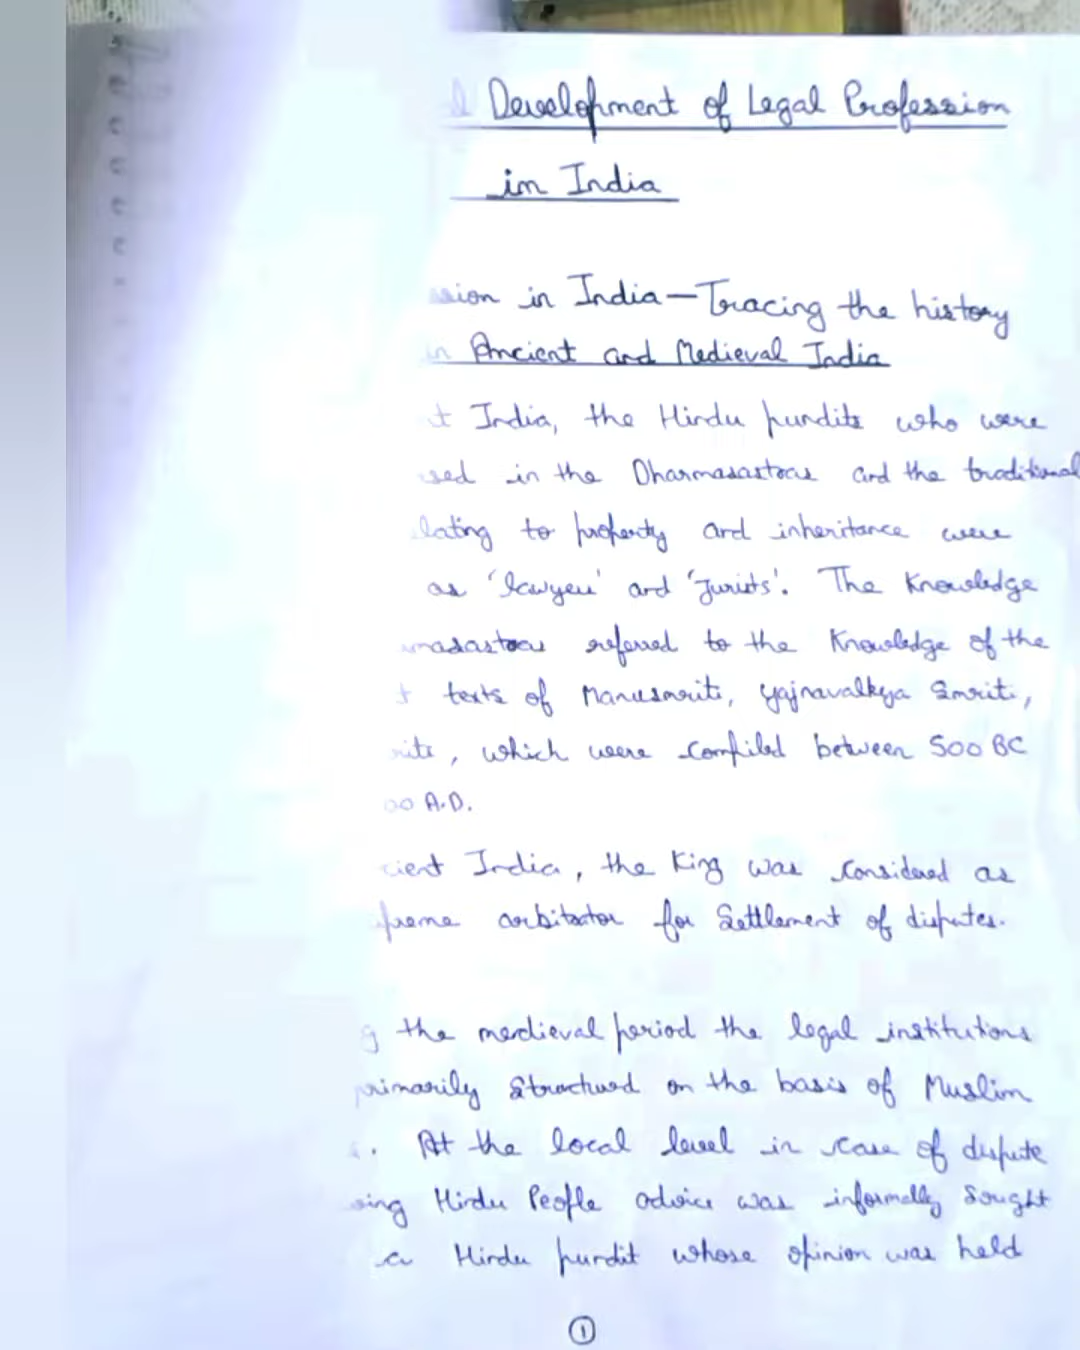 Development of Legal Profession
in India
in India - Tracing the history
in Ancient and Medieval India
India, the Hindu pundits who were
in the Dharmasastras and the traditional
to property and inheritance were
as 'lawyers' and 'Jurists'. The Knowledge
referred to the Knowledge of the
texts of Manusmriti, Yajnavalkya Smriti,
, which were compiled between 500 BC
A.D.
India, the King was considered as
arbitrator for Settlement of disputes.
the medieval period the legal institutions
Structured on the basis of Muslim
. At the local level in case of dispute
Hindu People advice was informally Sought
a Hindu pundit whose opinion was held
1